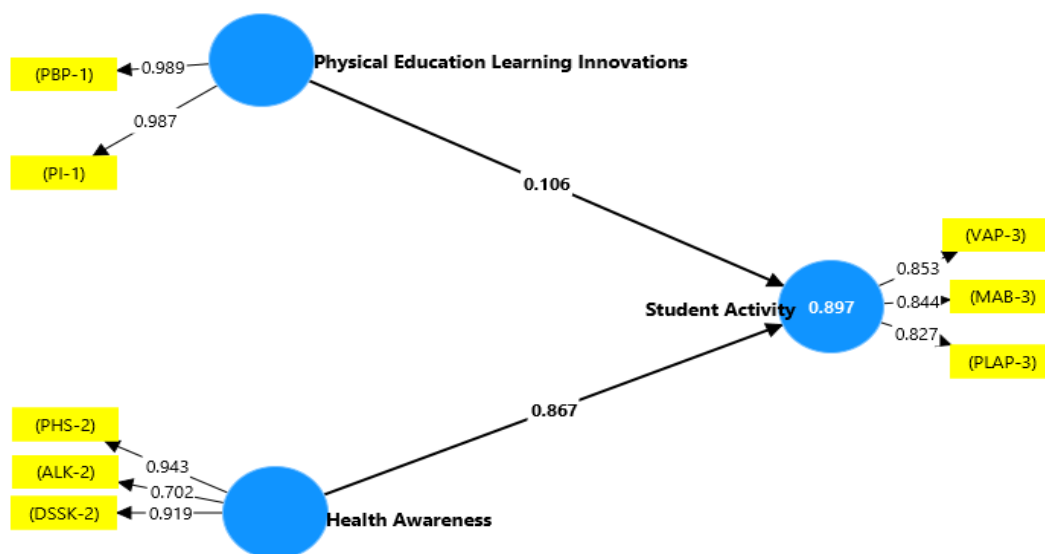 Physical Education Learning Innovations
(PBP-1)
0.989
0.987
(PI-1)
0.106
(VAP-3)
0.853
(MAB-3)
0.844
Student Activity
0.897
0.827
(PLAP-3)
0.867
(PHS-2)
0.943
(ALK-2)
0.702
(DSSK-2)
0.919
Health Awareness